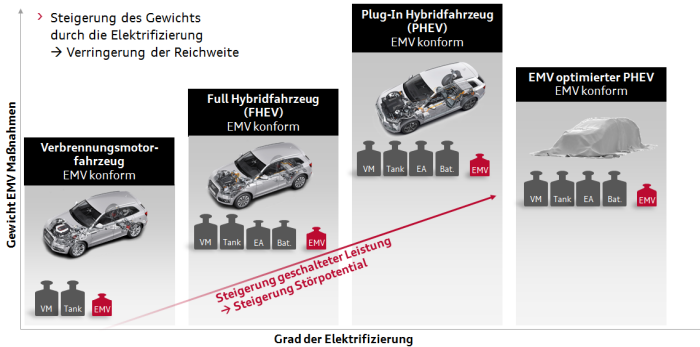 › Steigerung des Gewichts
durch die Elektrifizierung
→ Verringerung der Reichweite
Gewicht EMV Maßnahmen
Verbrennungsmotor-
fahrzeug
EMV konform
VM Tank EMV
Full Hybridfahrzeug
(FHEV)
EMV konform
VM Tank EA Bat. EMV
Plug-In Hybridfahrzeug
(PHEV)
EMV konform
VM Tank EA Bat. EMV
EMV optimierter PHEV
EMV konform
VM Tank EA Bat. EMV
Steigerung geschalteter Leistung
→ Steigerung Störpotential
Grad der Elektrifizierung